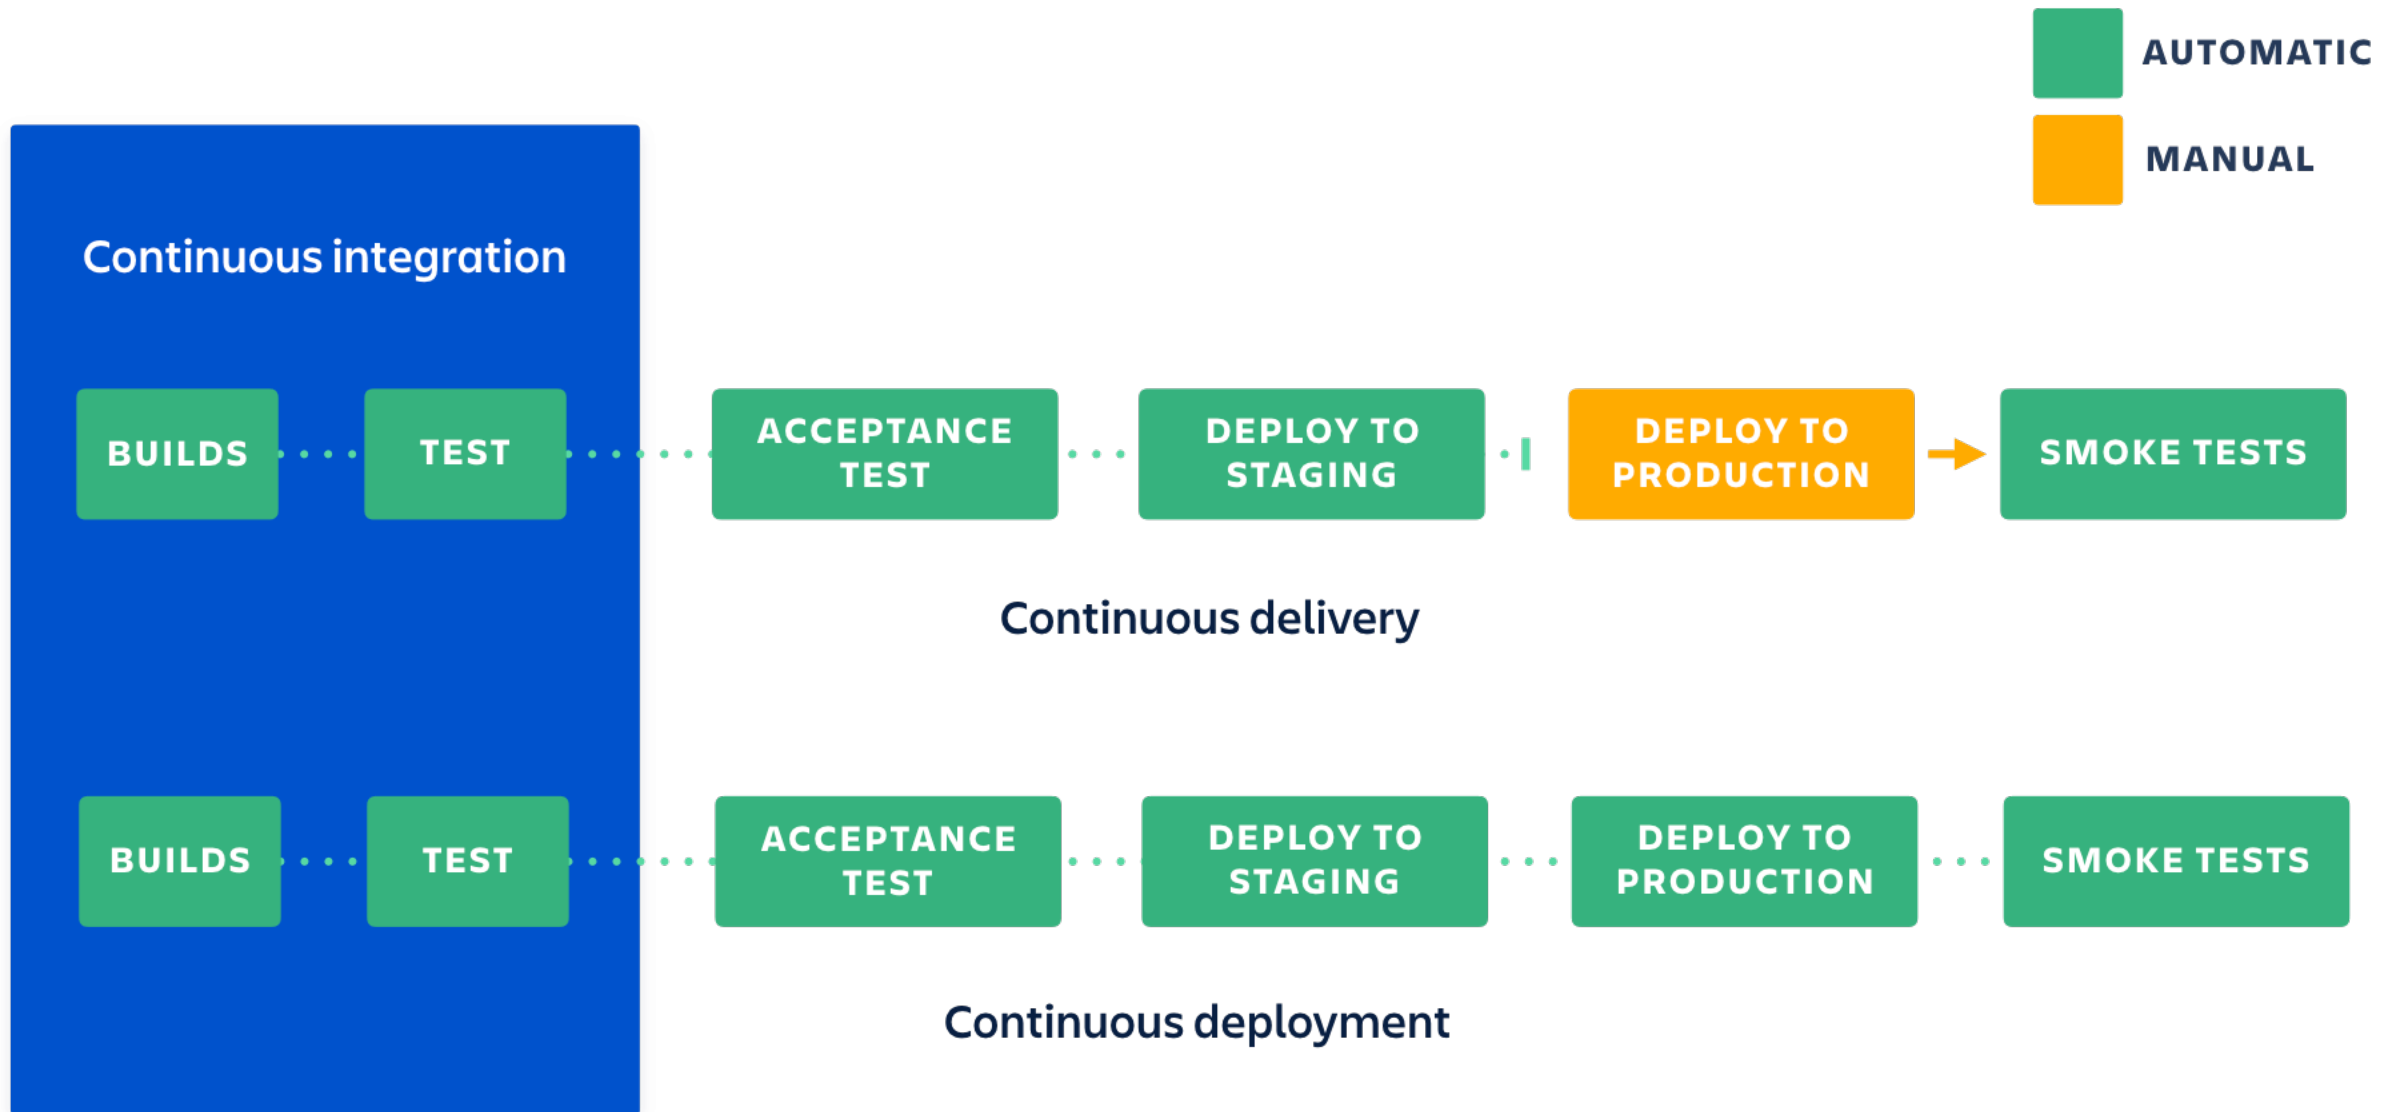 AUTOMATIC
MANUAL
Continuous integration
BUILDS
TEST
ACCEPTANCE
TEST
DEPLOY TO
STAGING
DEPLOY TO
PRODUCTION
SMOKE TESTS
Continuous delivery
BUILDS
TEST
ACCEPTANCE
TEST
DEPLOY TO
STAGING
DEPLOY TO
PRODUCTION
SMOKE TESTS
Continuous deployment